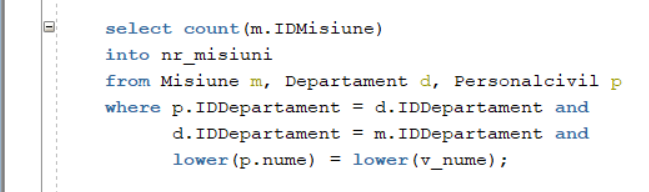 select count(m.IDMisiune)
into nr_misiuni
from Misiune m, Departament d, Personalcivil p
where p.IDDepartament = d.IDDepartament and
d.IDDepartament = m.IDDepartament and
lower(p.nume) = lower(v_nume);